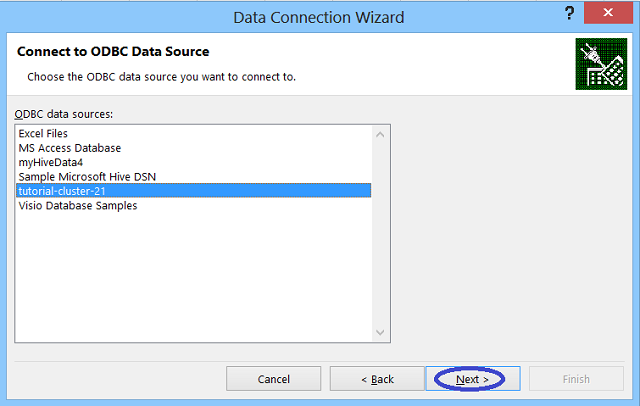 Data Connection Wizard
?
Connect to ODBC Data Source
Choose the ODBC data source you want to connect to.
ODBC data sources:
Excel Files
MS Access Database
myHiveData4
Sample Microsoft Hive DSN
tutorial-cluster-21
Visio Database Samples
Cancel
< Back
Next >
Finish